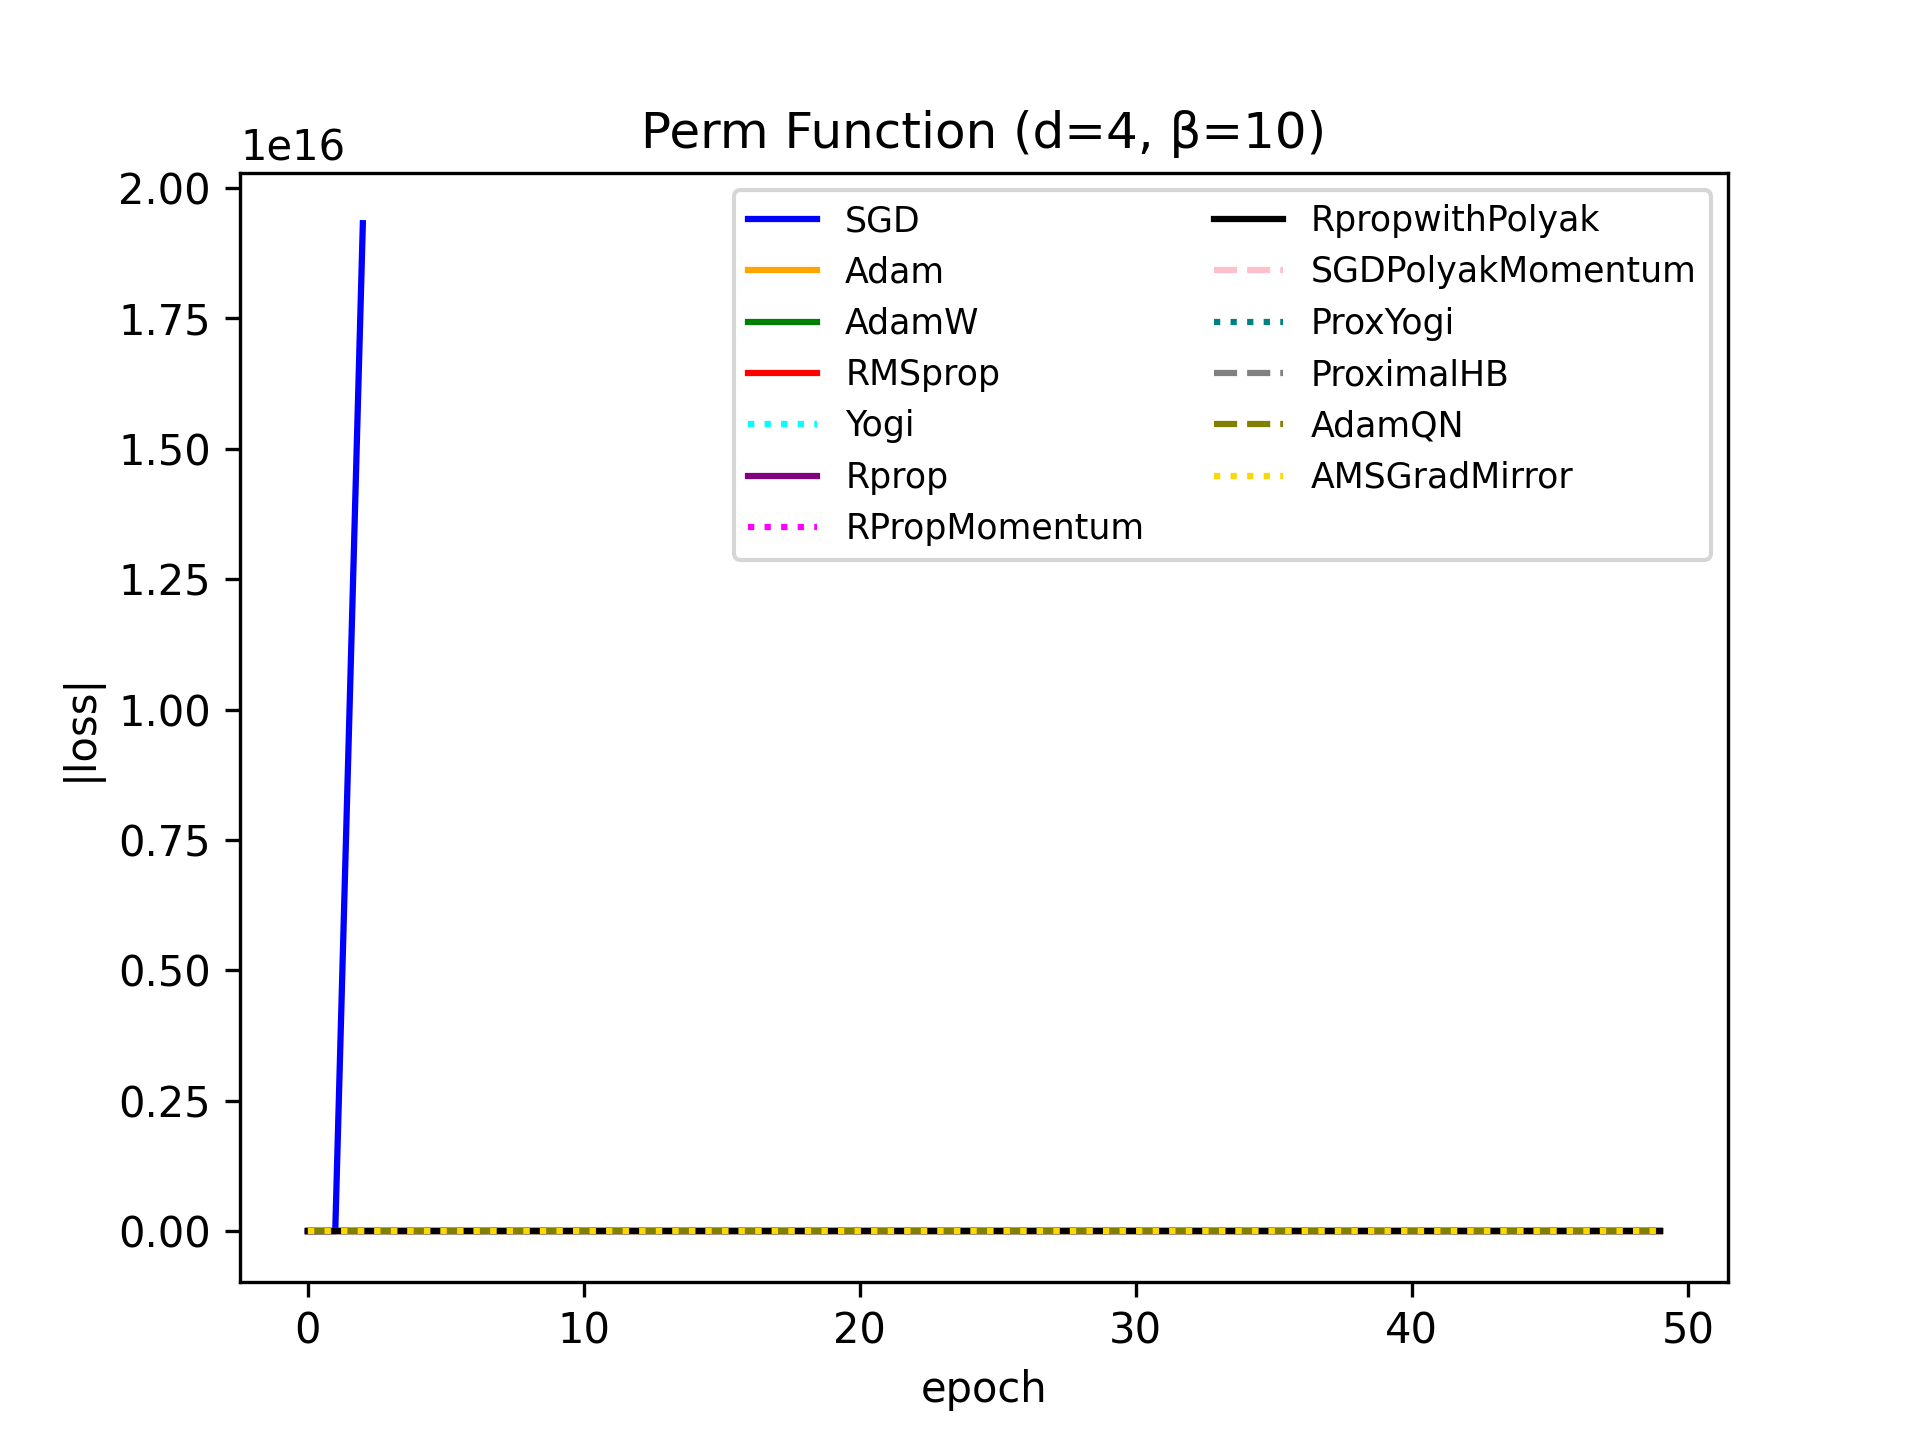 Perm Function (d=4, β=10)
1e16
2.00
1.75
1.50
1.25
1.00
0.75
0.50
0.25
0.00
|loss|
SGD
Adam
AdamW
RMSprop
Yogi
Rprop
RPropMomentum
RpropwithPolyak
SGDPolyakMomentum
ProxYogi
ProximalHB
AdamQN
AMSGradMirror
0 10 20 30 40 50
epoch